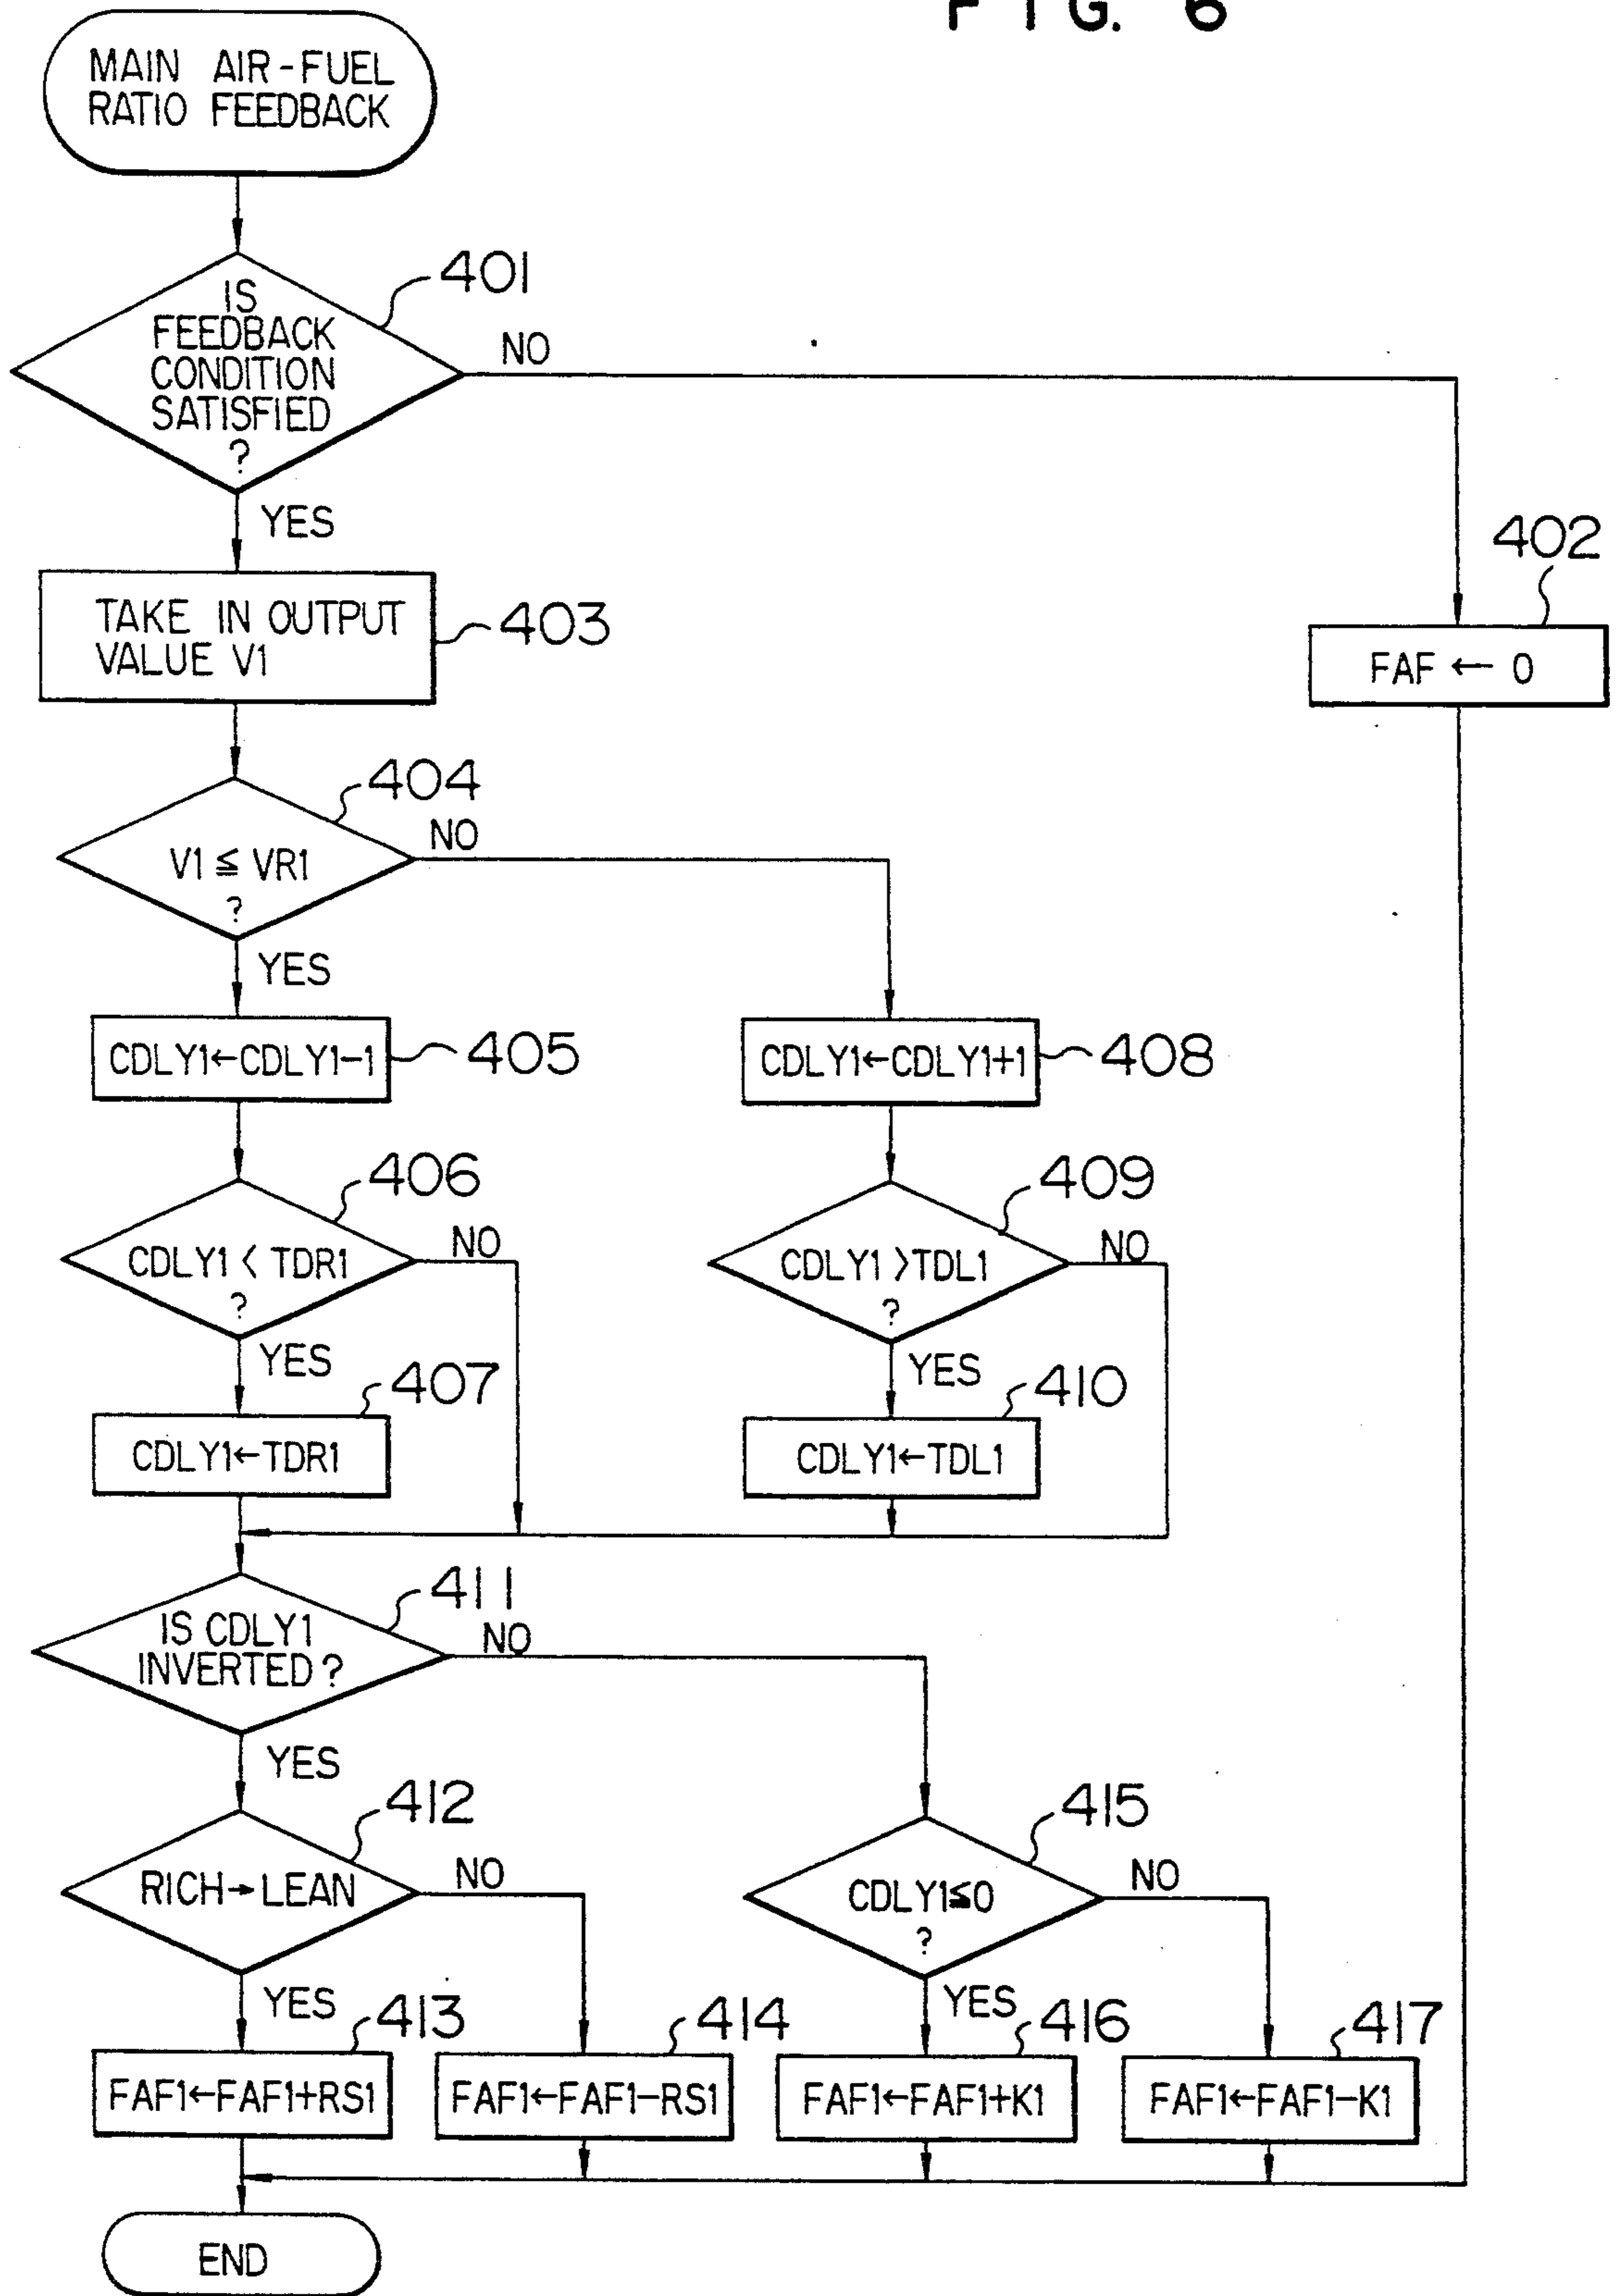 FIG. 6
MAIN AIR-FUEL
RATIO FEEDBACK
401
IS
FEEDBACK
CONDITION
SATISFIED
?
NO
YES
402
FAF ← 0
403
TAKE IN OUTPUT
VALUE V1
404
V1 ≦ VR1
?
NO
YES
405
CDLY1←CDLY1-1
408
CDLY1←CDLY1+1
406
CDLY1 < TDR1
?
NO
YES
409
CDLY1 >TDL1
?
NO
YES
407
CDLY1←TDR1
410
CDLY1←TDL1
411
IS CDLY1
INVERTED?
NO
YES
412
RICH→LEAN
NO
YES
415
CDLY1≦0
?
NO
YES
413
FAF1←FAF1+RS1
414
FAF1←FAF1-RS1
416
FAF1←FAF1+K1
417
FAF1←FAF1-K1
END